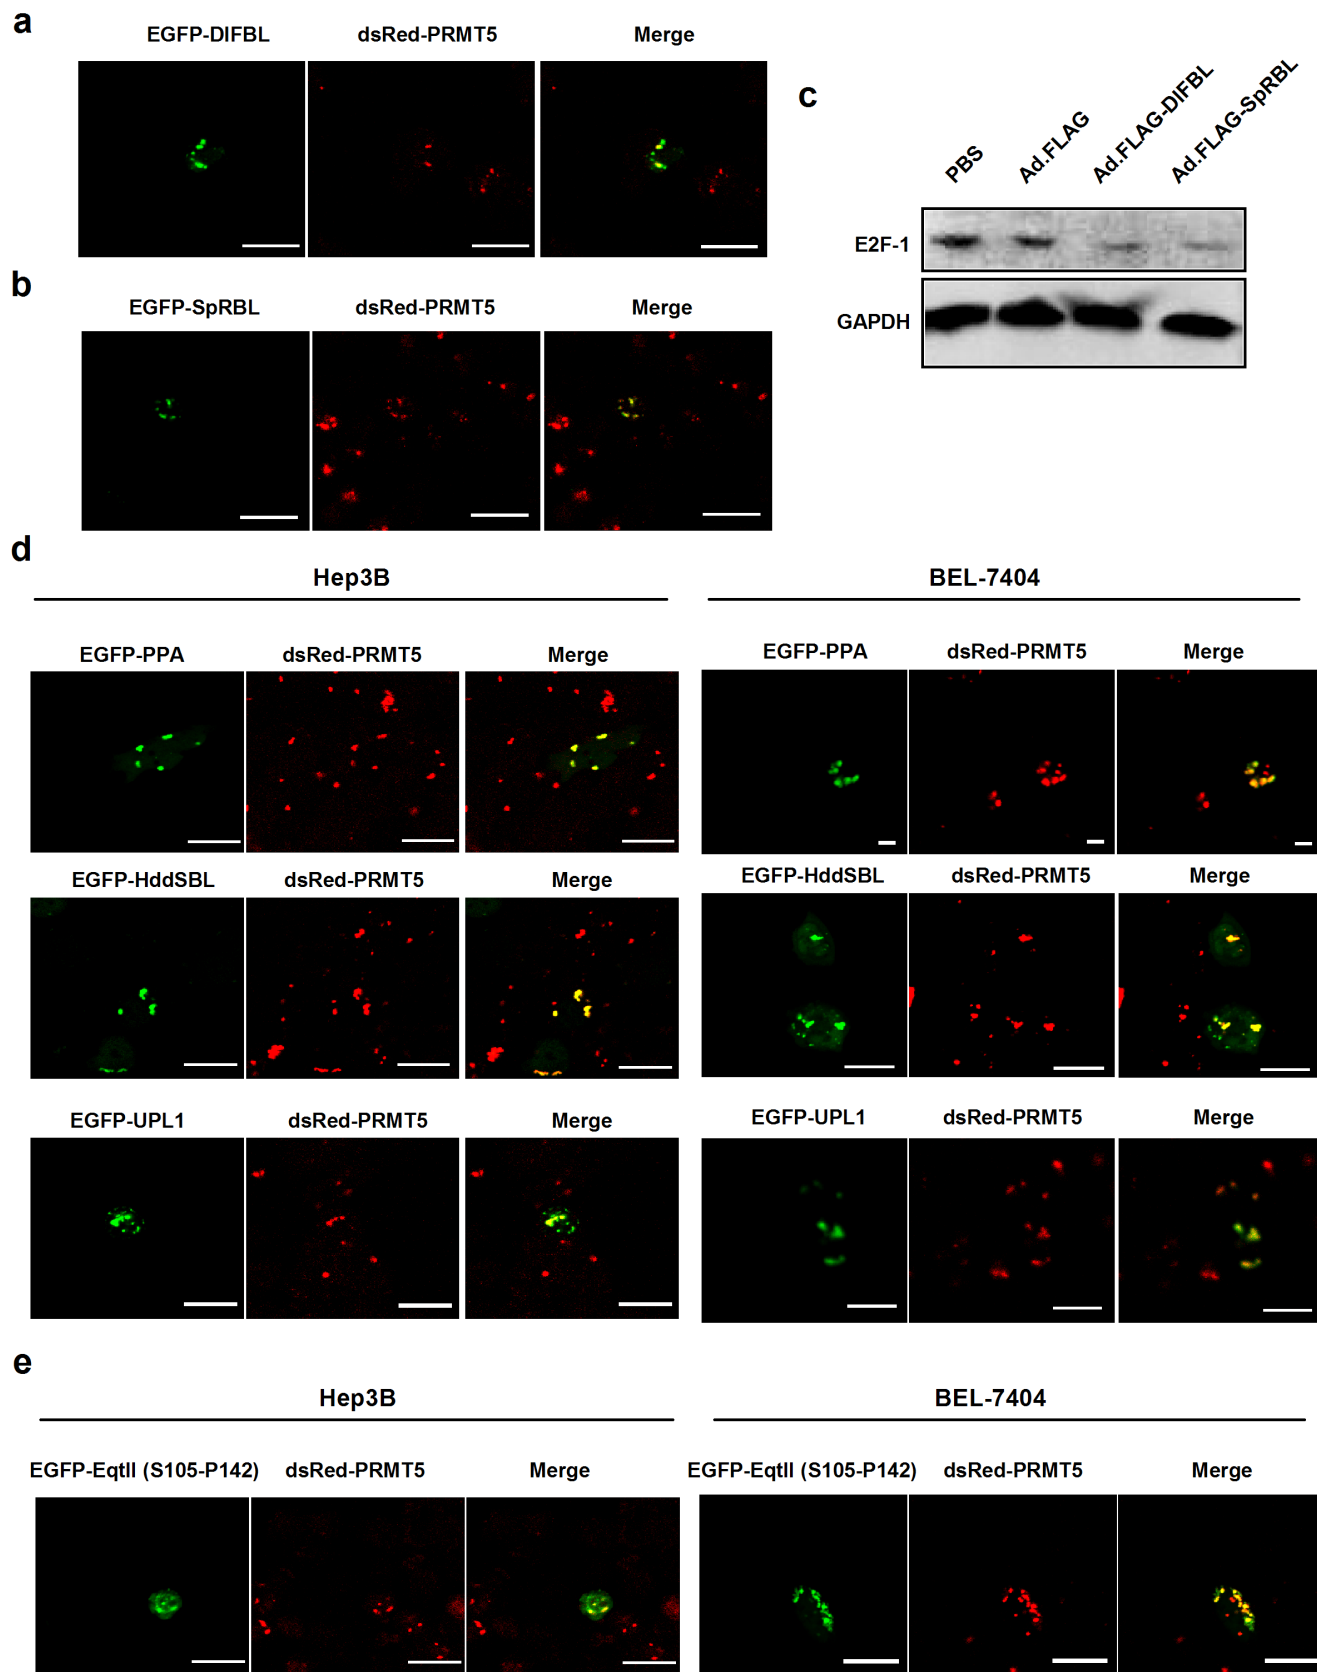 a
EGFP-DIFBL dsRed-PRMT5 Merge
b
EGFP-SpRBL dsRed-PRMT5 Merge
c
PBS Ad.FLAG Ad.FLAG-DIFBL Ad.FLAG-SpRBL
E2F-1
GAPDH
d
Hep3B BEL-7404
EGFP-PPA dsRed-PRMT5 Merge EGFP-PPA dsRed-PRMT5 Merge
EGFP-HddSBL dsRed-PRMT5 Merge EGFP-HddSBL dsRed-PRMT5 Merge
EGFP-UPL1 dsRed-PRMT5 Merge EGFP-UPL1 dsRed-PRMT5 Merge
e
Hep3B BEL-7404
EGFP-EqtII (S105-P142) dsRed-PRMT5 Merge EGFP-EqtII (S105-P142) dsRed-PRMT5 Merge